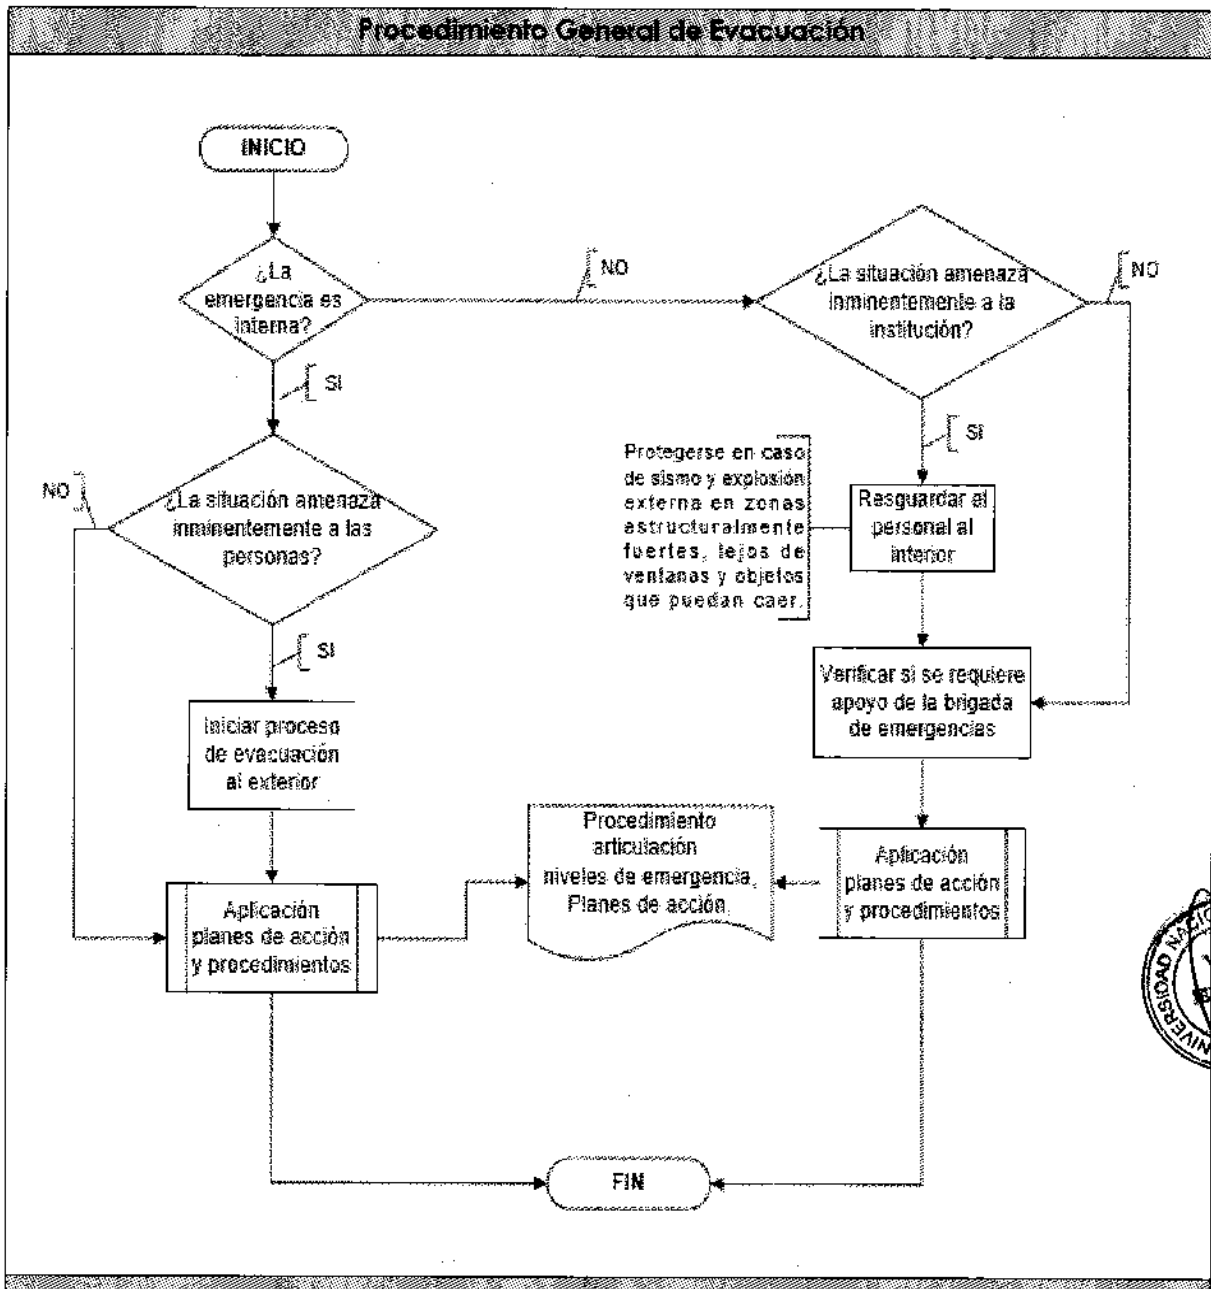 Procedimiento General de Evacuación
INICIO
¿La
emergencia es
interna?
NO
¿La situación amenaza
inminentemente a la
institución?
NO
SI
SI
Protegerse en caso
de sismo y explosión
externa en zonas
estructuralmente
fuertes, lejos de
ventanas y objetos
que puedan caer.
Resguardar al
personal al
interior
NO
¿La situación amenaza
inminentemente a las
personas?
SI
Verificar si se requiere
apoyo de la brigada
de emergencias
Iniciar proceso
de evacuación
al exterior
Procedimiento
articulación
niveles de emergencia,
Planes de acción.
Aplicación
planes de acción
y procedimientos
Aplicación
planes de acción
y procedimientos
FIN